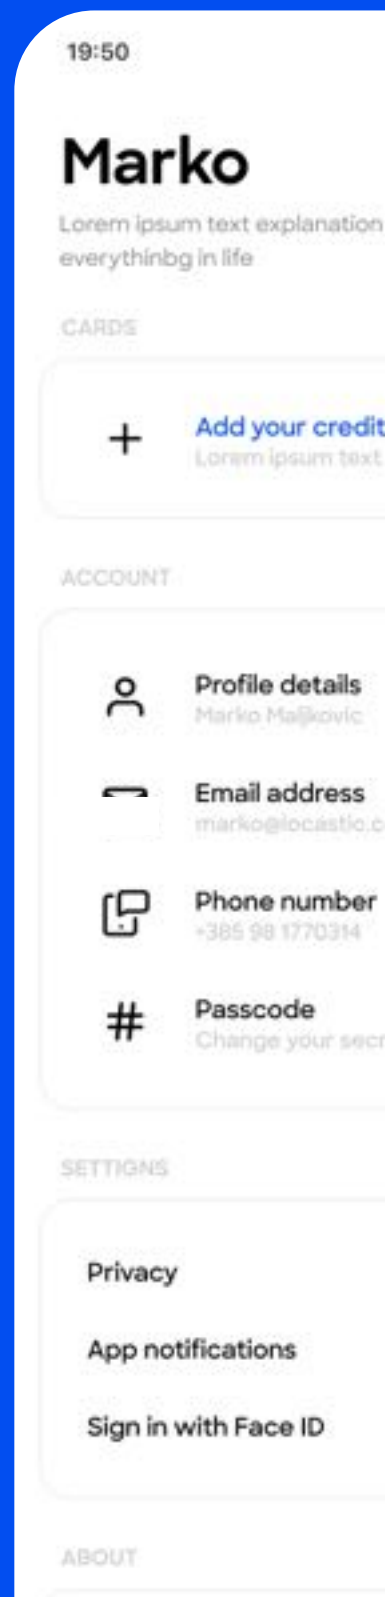 19:50
Marko
Lorem ipsum text explanation
everythinbg in life
CARDS
Add your credit
Lorem ipsum text
ACCOUNT
Profile details
Marko Maljkovic
Email address
marko@locastic.c
Phone number
+385 98 1770314
Passcode
Change your secr
SETTIGNS
Privacy
App notifications
Sign in with Face ID
ABOUT